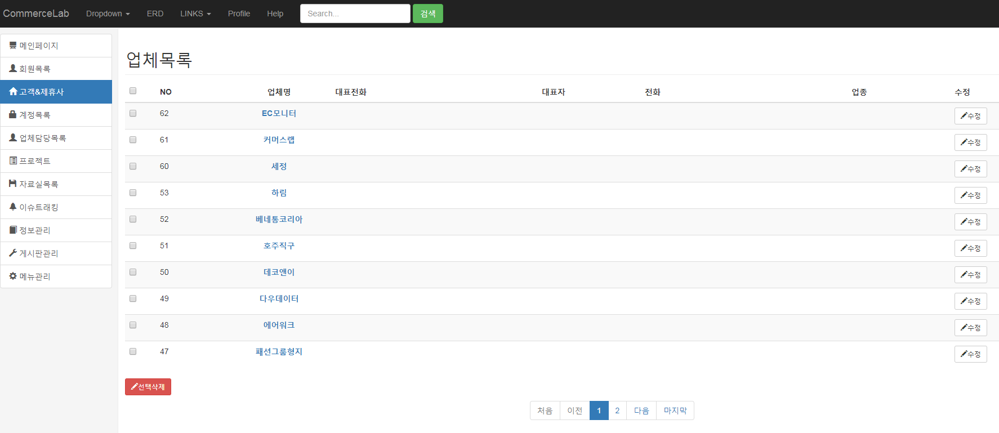 CommerceLab Dropdown ERD LINKS Profile Help Search... 검색
메인페이지
회원목록
고객&제휴사
계정목록
업체담당목록
프로젝트
자료실목록
이슈트래킹
정보관리
게시판관리
메뉴관리
업체목록
NO 업체명 대표전화 대표자 전화 업종 수정
62 EC모니터 수정
61 커머스랩 수정
60 세정 수정
53 하림 수정
52 베네통코리아 수정
51 호주직구 수정
50 데코앤이 수정
49 다우데이터 수정
48 에어워크 수정
47 패션그룹형지 수정
선택삭제
처음 이전 1 2 다음 마지막